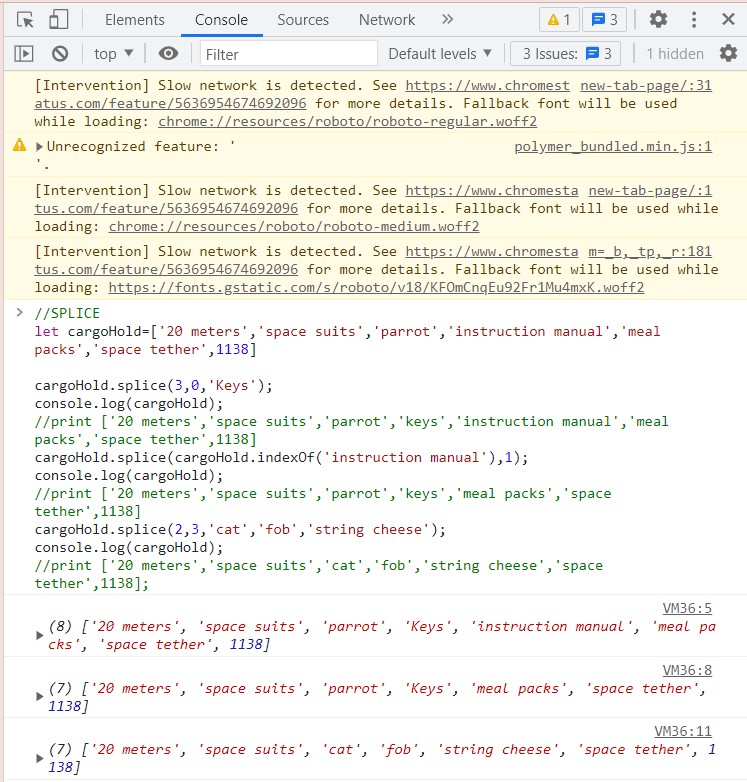 Elements Console Sources Network » 1 3
top ▼ Filter Default levels ▼ 3 Issues: 3 1 hidden
[Intervention] Slow network is detected. See https://www.chromest new-tab-page/:31
atus.com/feature/5636954674692096 for more details. Fallback font will be used
while loading: chrome://resources/roboto/roboto-regular.woff2
▶Unrecognized feature: ' polymer_bundled.min.js:1
'.
[Intervention] Slow network is detected. See https://www.chromesta new-tab-page/:1
tus.com/feature/5636954674692096 for more details. Fallback font will be used while
loading: chrome://resources/roboto/roboto-medium.woff2
[Intervention] Slow network is detected. See https://www.chromesta m=_b,_tp,_r:181
tus.com/feature/5636954674692096 for more details. Fallback font will be used while
loading: https://fonts.gstatic.com/s/roboto/v18/KFOmCnqEu92Fr1Mu4mxK.woff2
> //SPLICE
let cargoHold=['20 meters','space suits','parrot','instruction manual','meal
packs','space tether',1138]
cargoHold.splice(3,0,'Keys');
console.log(cargoHold);
//print ['20 meters','space suits','parrot','keys','instruction manual','meal
packs','space tether',1138]
cargoHold.splice(cargoHold.indexOf('instruction manual'),1);
console.log(cargoHold);
//print ['20 meters','space suits','parrot','keys','meal packs','space
tether',1138]
cargoHold.splice(2,3,'cat','fob','string cheese');
console.log(cargoHold);
//print ['20 meters','space suits','cat','fob','string cheese','space
tether',1138];
VM36:5
▶ (8) ['20 meters', 'space suits', 'parrot', 'Keys', 'instruction manual', 'meal pa
cks', 'space tether', 1138]
VM36:8
▶ (7) ['20 meters', 'space suits', 'parrot', 'Keys', 'meal packs', 'space tether',
1138]
VM36:11
▶ (7) ['20 meters', 'space suits', 'cat', 'fob', 'string cheese', 'space tether', 1
138]